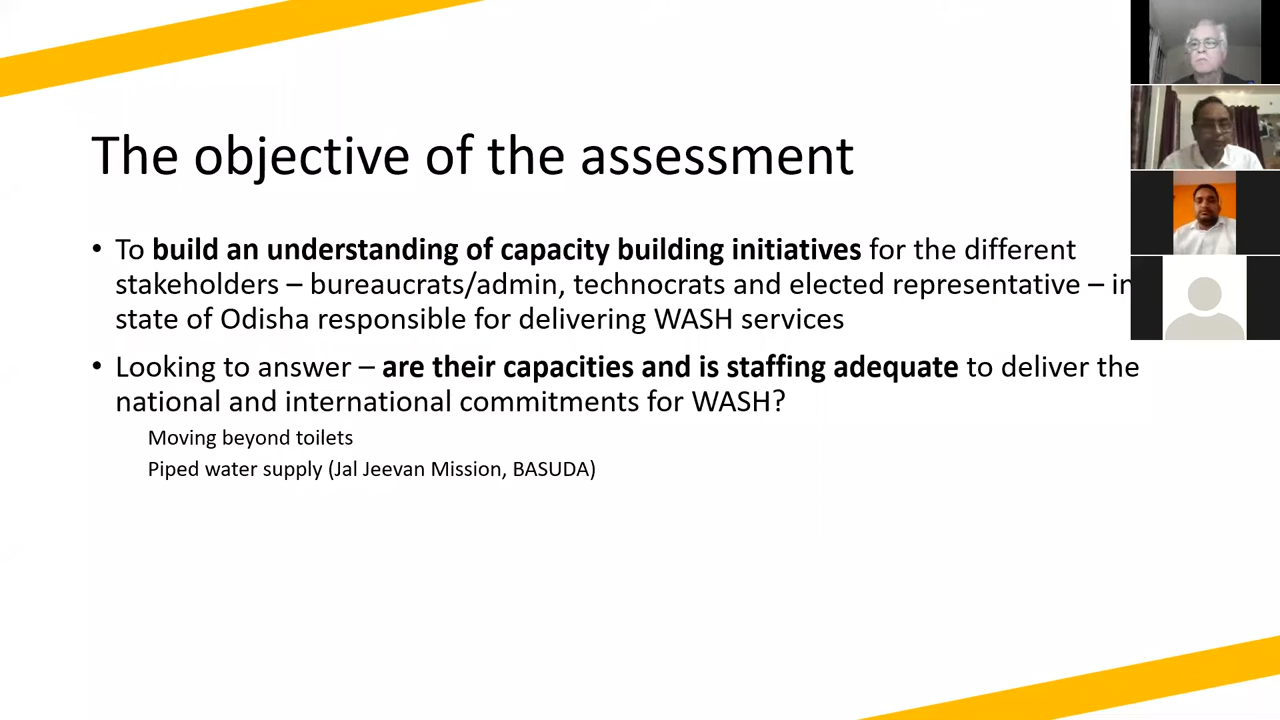 The objective of the assessment
• To build an understanding of capacity building initiatives for the different
stakeholders – bureaucrats/admin, technocrats and elected representative – in
state of Odisha responsible for delivering WASH services
• Looking to answer – are their capacities and is staffing adequate to deliver the
national and international commitments for WASH?
Moving beyond toilets
Piped water supply (Jal Jeevan Mission, BASUDA)